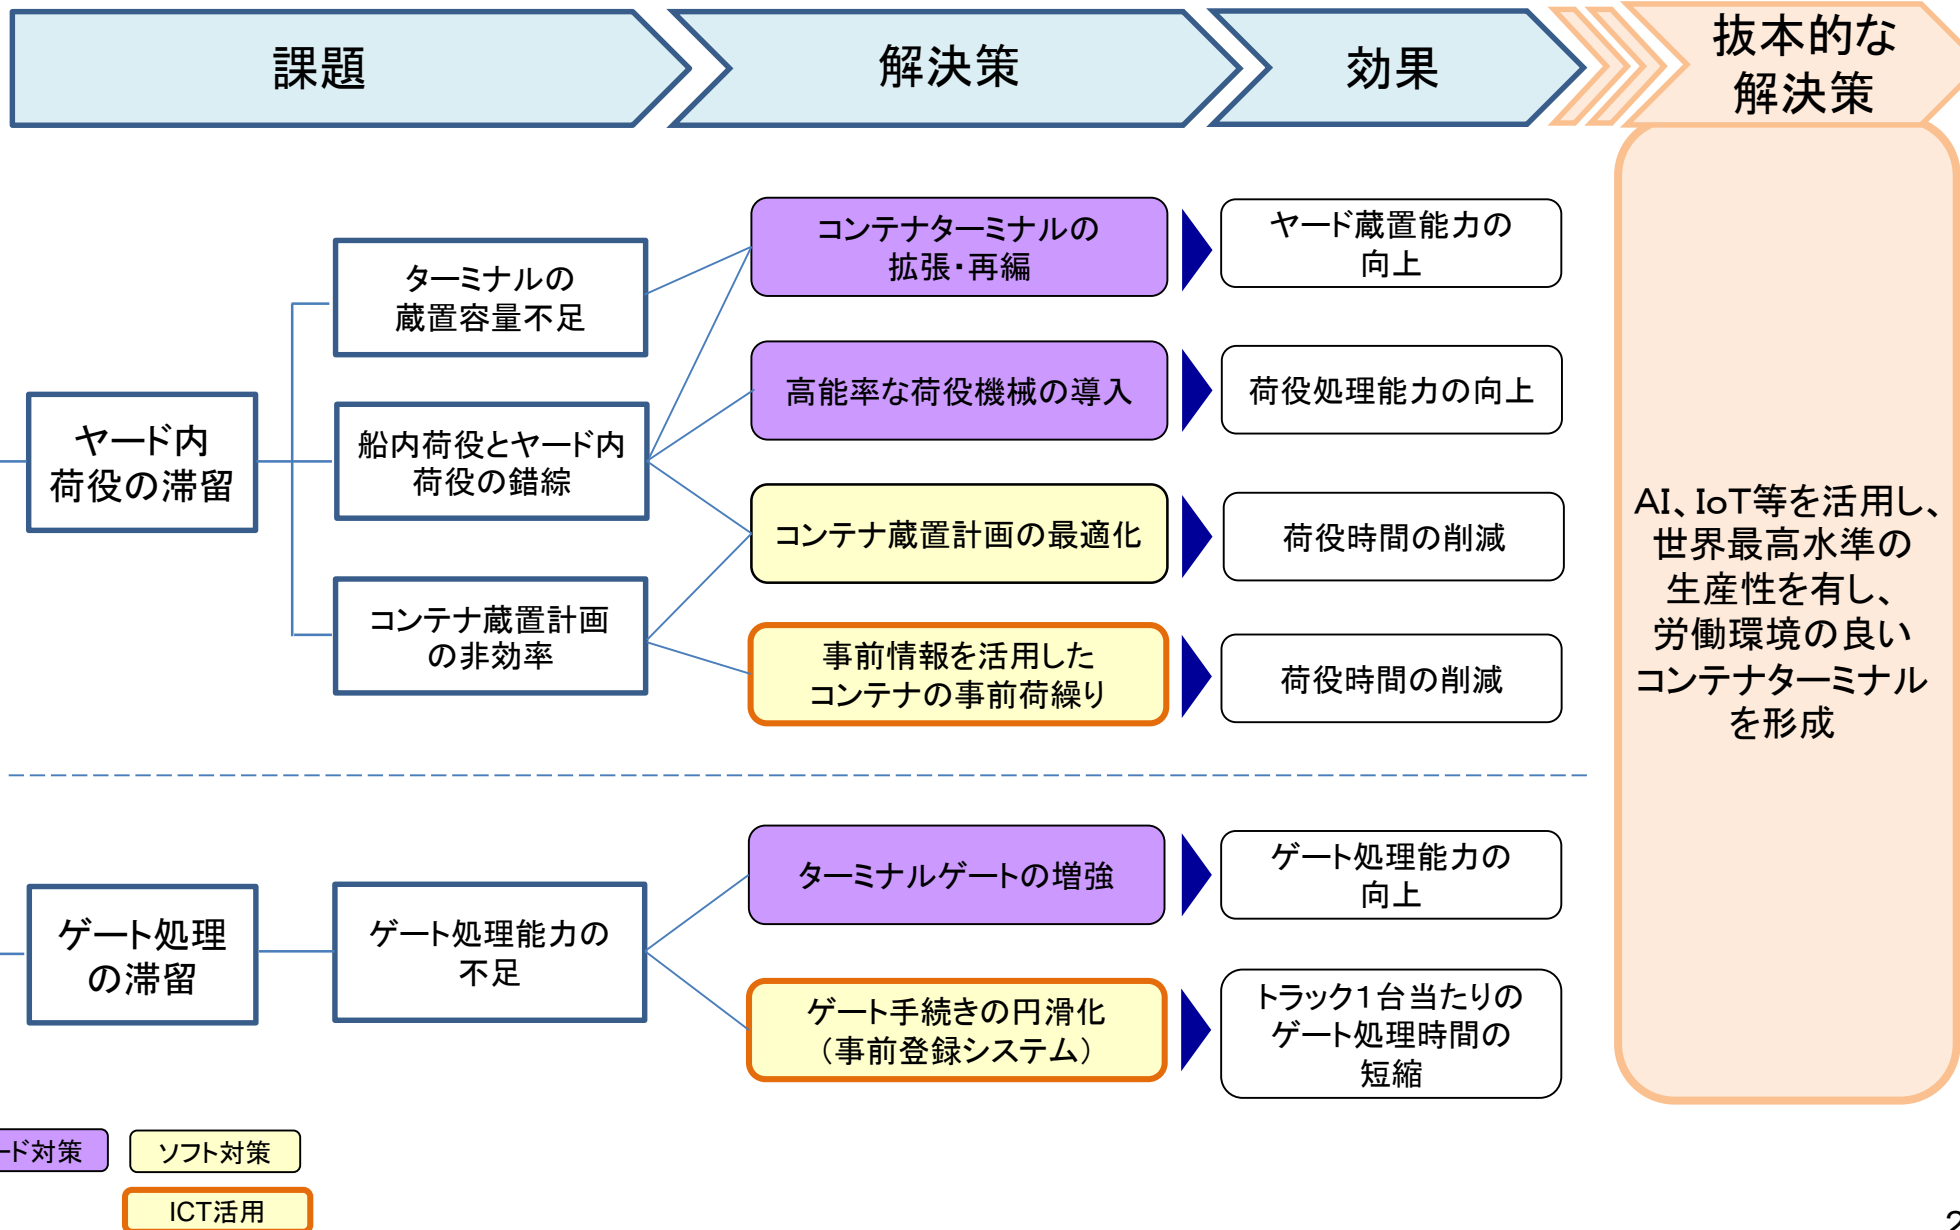 課題
解決策
効果
抜本的な
解決策
ヤード内
荷役の滞留
ターミナルの
蔵置容量不足
船内荷役とヤード内
荷役の錯綜
コンテナ蔵置計画
の非効率
コンテナターミナルの
拡張・再編
ヤード蔵置能力の
向上
高能率な荷役機械の導入
荷役処理能力の向上
コンテナ蔵置計画の最適化
荷役時間の削減
事前情報を活用した
コンテナの事前荷繰り
荷役時間の削減
AI、IoT等を活用し、
世界最高水準の
生産性を有し、
労働環境の良い
コンテナターミナル
を形成
ゲート処理
の滞留
ゲート処理能力の
不足
ターミナルゲートの増強
ゲート処理能力の
向上
ゲート手続きの円滑化
（事前登録システム）
トラック1台当たりの
ゲート処理時間の
短縮
ード対策
ソフト対策
ICT活用
2